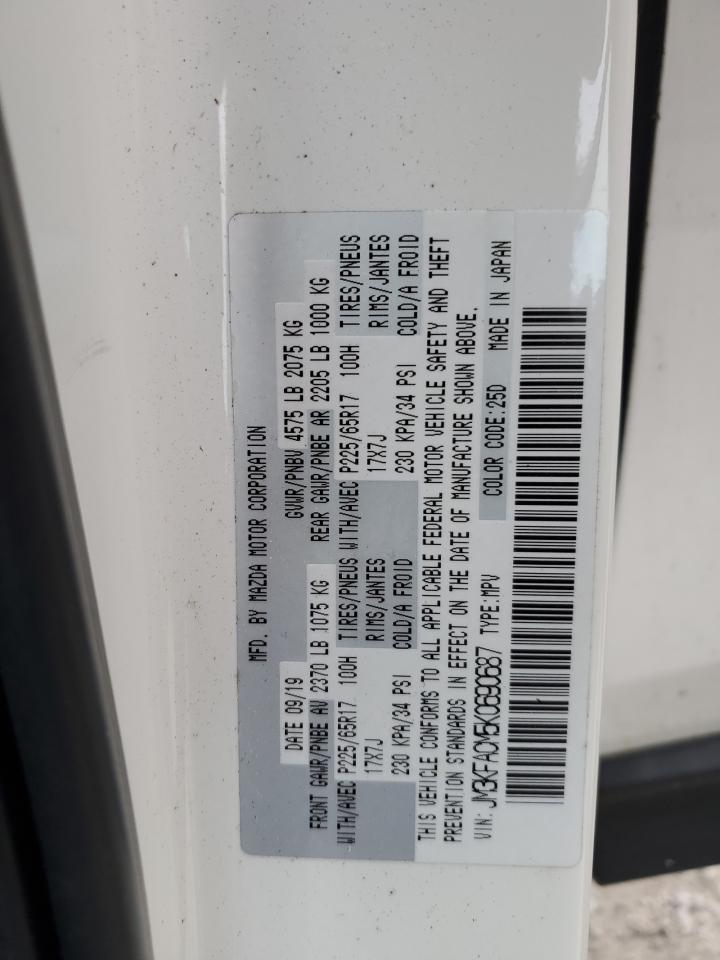 MFD. BY MAZDA MOTOR CORPORATION
DATE 09/19 GVWR/PNBV 4575 LB 2075 KG
FRONT GAWR/PNBE AV 2370 LB 1075 KG REAR GAWR/PNBE AR 2205 LB 1000 KG
WITH/AVEC P225/65R17 100H TIRES/PNEUS WITH/AVEC P225/65R17 100H TIRES/PNEUS
17X7J RIMS/JANTES 17X7J RIMS/JANTES
230 KPA/34 PSI COLD/A FROID 230 KPA/34 PSI COLD/A FROID
THIS VEHICLE CONFORMS TO ALL APPLICABLE FEDERAL MOTOR VEHICLE SAFETY AND THEFT
PREVENTION STANDARDS IN EFFECT ON THE DATE OF MANUFACTURE SHOWN ABOVE.
VIN: JM3KFACM5K0690687 TYPE:MPV COLOR CODE:25D MADE IN JAPAN